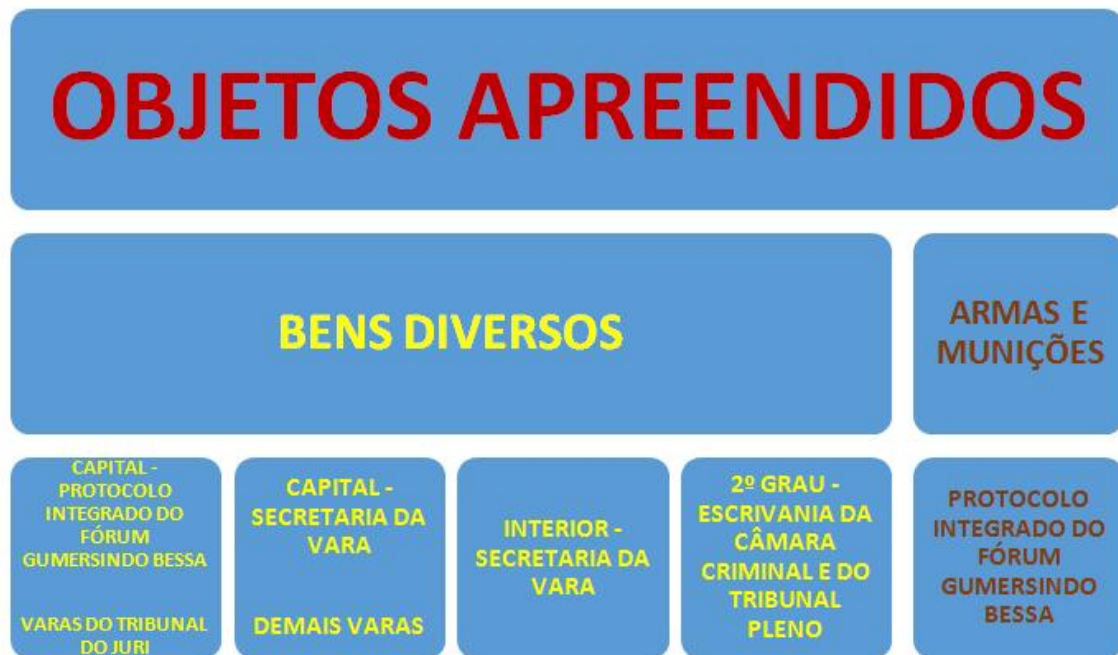 OBJETOS APREENDIDOS
BENS DIVERSOS
ARMAS E
MUNIÇÕES
CAPITAL -
PROTOCOLO
INTEGRADO DO
FÓRUM
GUMERSINDO BESSA
VARAS DO TRIBUNAL
DO JURI
CAPITAL -
SECRETARIA DA
VARA
DEMAIS VARAS
INTERIOR -
SECRETARIA DA
VARA
2º GRAU -
ESCRIVANIA DA
CÂMARA
CRIMINAL E DO
TRIBUNAL
PLENO
PROTOCOLO
INTEGRADO DO
FÓRUM
GUMERSINDO
BESSA